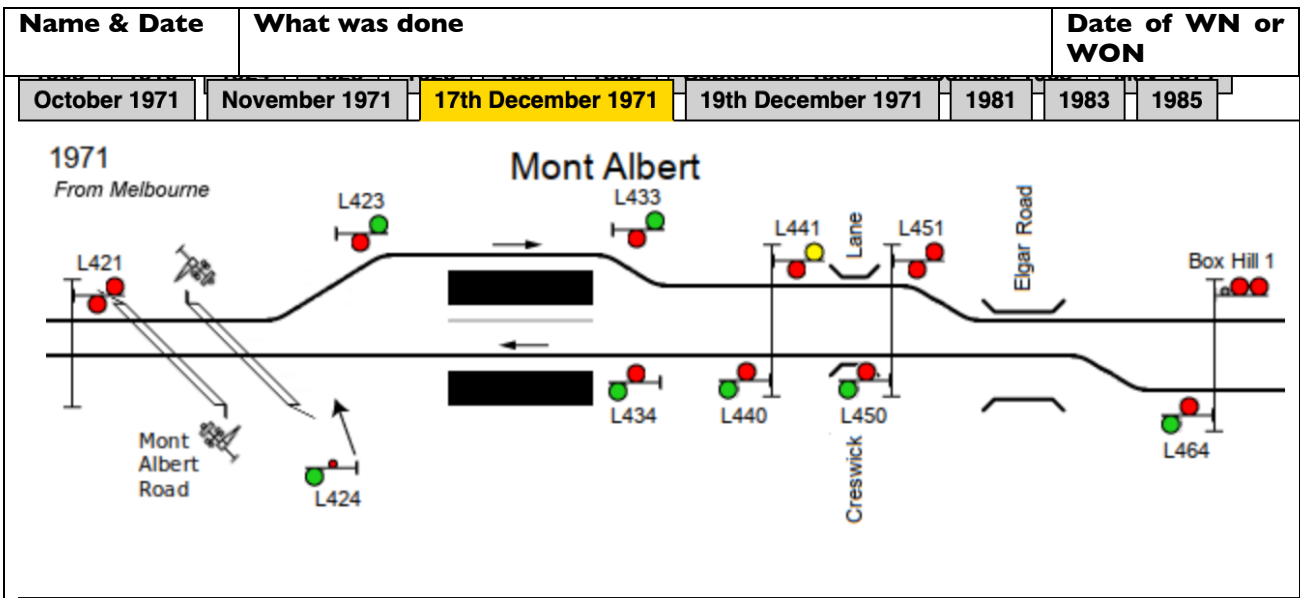 Name & Date What was done Date of WN or
WON
October 1971 November 1971 17th December 1971 19th December 1971 1981 1983 1985
1971
From Melbourne
Mont Albert
L423
L433
L441
Lane
L451
Elgar Road
L421
Box Hill 1
L434
L440
L450
L464
Mont
Albert
Road
L424
Creswick